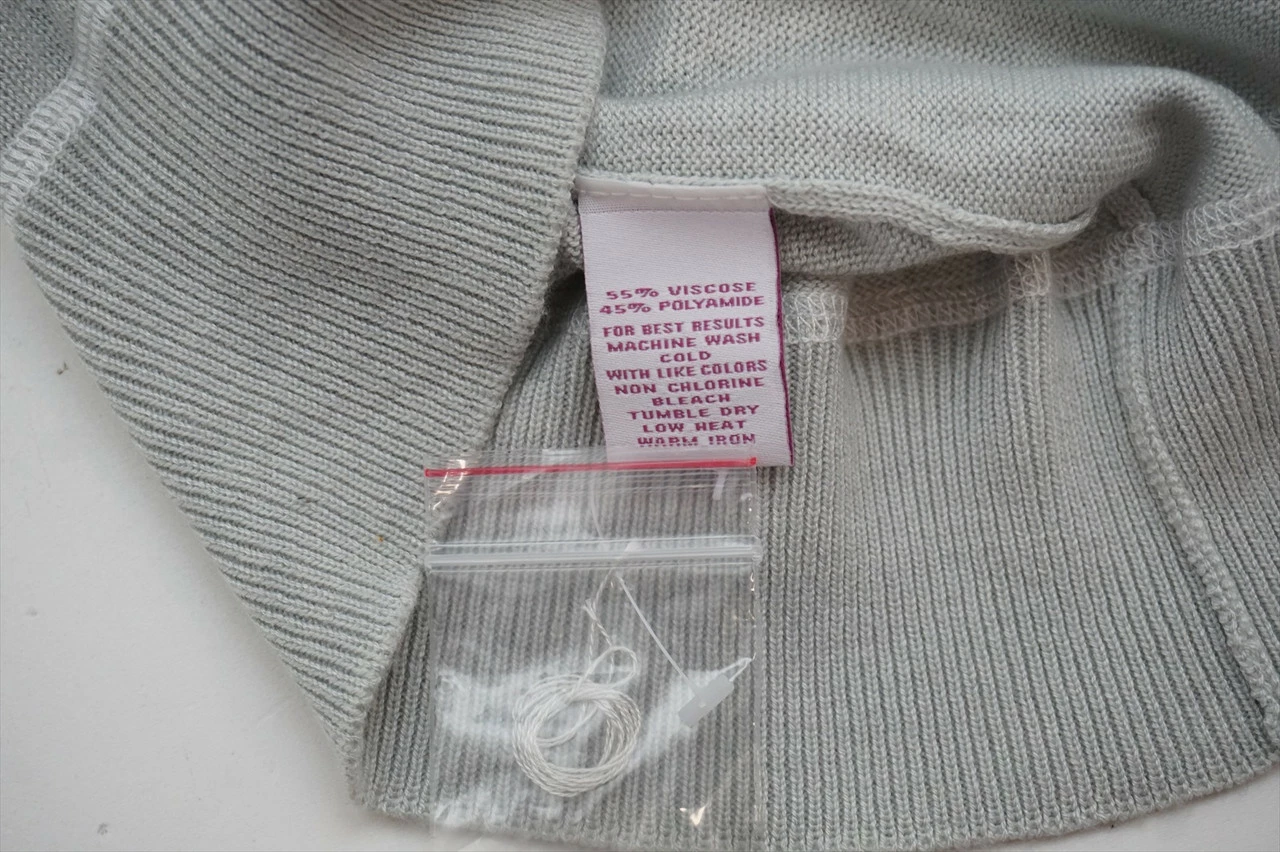 55% VISCOSE
45% POLYAMIDE
FOR BEST RESULTS
MACHINE WASH
COLD
WITH LIKE COLORS
NON CHLORINE
BLEACH
TUMBLE DRY
LOW HEAT
WARM IRON